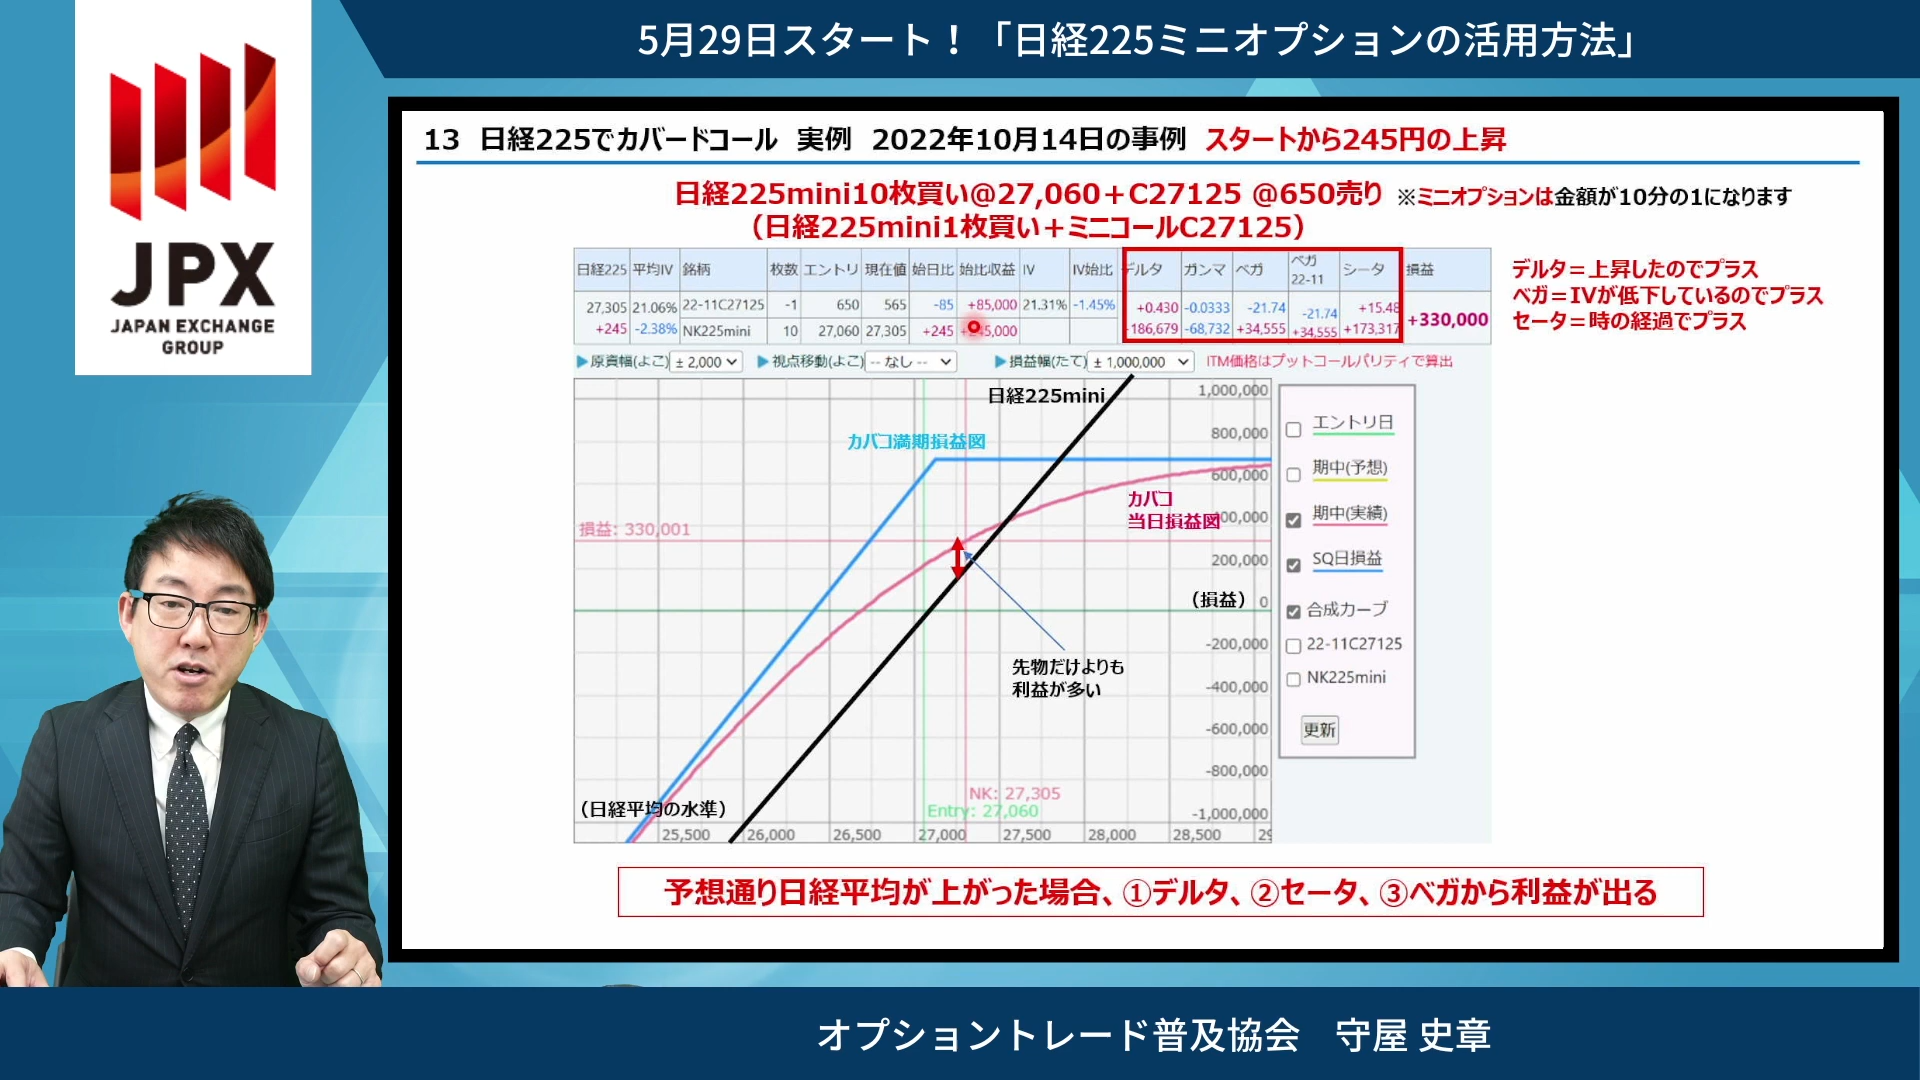 5月29日スタート！「日経225ミニオプションの活用方法」
JPX
JAPAN EXCHANGE
GROUP
13 日経225でカバードコール 実例 2022年10月14日の事例 スタートから245円の上昇
日経225mini10枚買い@27,060＋C27125 @650売り ※ミニオプションは金額が10分の1になります
（日経225mini1枚買い＋ミニコールC27125）
日経225 平均IV 銘柄 枚数 エントリ 現在値 始日比 始比収益 IV IV始比 デルタ ガンマ ベガ ベガ 22-11 シータ 損益
27,305 21.06% 22-11C27125 -1 650 565 -85 +85,000 21.31% -1.45% +0.430 -0.0333 -21.74 -21.74 +15.48 +330,000
+245 -2.38% NK225mini 10 27,060 27,305 +245 186,679 -68,732 +34,555 +34,555 +173,317
デルタ＝上昇したのでプラス
ベガ＝IVが低下しているのでプラス
セータ＝時の経過でプラス
▶原資幅(よこ) ± 2,000 ▶視点移動(よこ) -- なし -- ▶損益幅(たて) ± 1,000,000 ITM価格はプットコールパリティで算出
日経225mini
カバコ満期損益図
カバコ
当日損益図
損益: 330,001
（損益）
先物だけよりも
利益が多い
NK: 27,305
Entry: 27,060
（日経平均の水準）
1,000,000
800,000
600,000
00,000
200,000
0
-200,000
-400,000
-600,000
-800,000
-1,000,000
25,500 26,000 26,500 27,000 27,500 28,000 28,500 29
エントリ日
期中(予想)
期中(実績)
SQ日損益
合成カーブ
22-11C27125
NK225mini
更新
予想通り日経平均が上がった場合、①デルタ、②セータ、③ベガから利益が出る
オプショントレード普及協会 守屋 史章